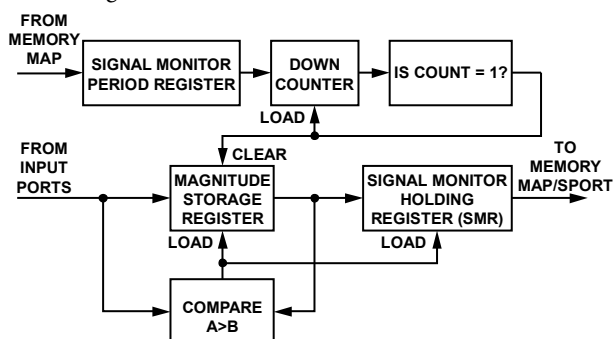 FROM
MEMORY
MAP
SIGNAL MONITOR
PERIOD REGISTER
DOWN
COUNTER
IS COUNT = 1?
LOAD
CLEAR
FROM
INPUT
PORTS
MAGNITUDE
STORAGE
REGISTER
SIGNAL MONITOR
HOLDING
REGISTER (SMR)
TO
MEMORY
MAP/SPORT
LOAD
LOAD
COMPARE
A>B